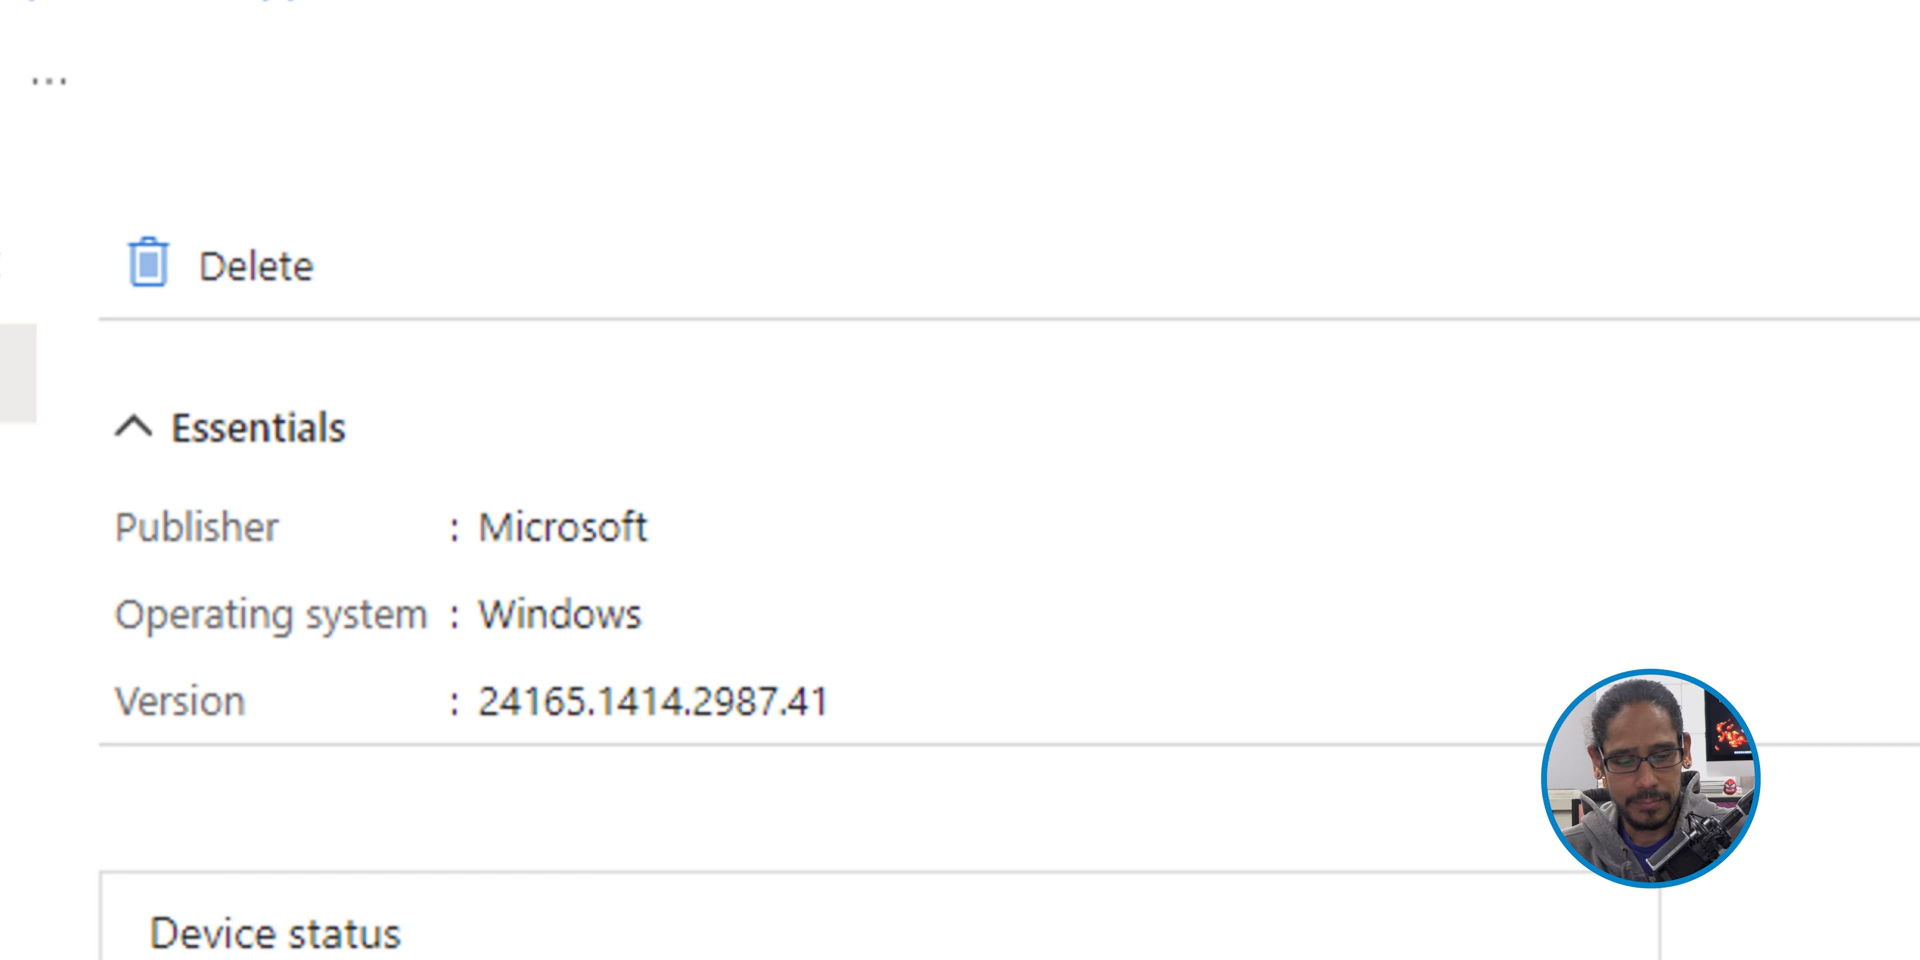 ...
Delete
Essentials
Publisher : Microsoft
Operating system : Windows
Version : 24165.1414.2987.41
Device status